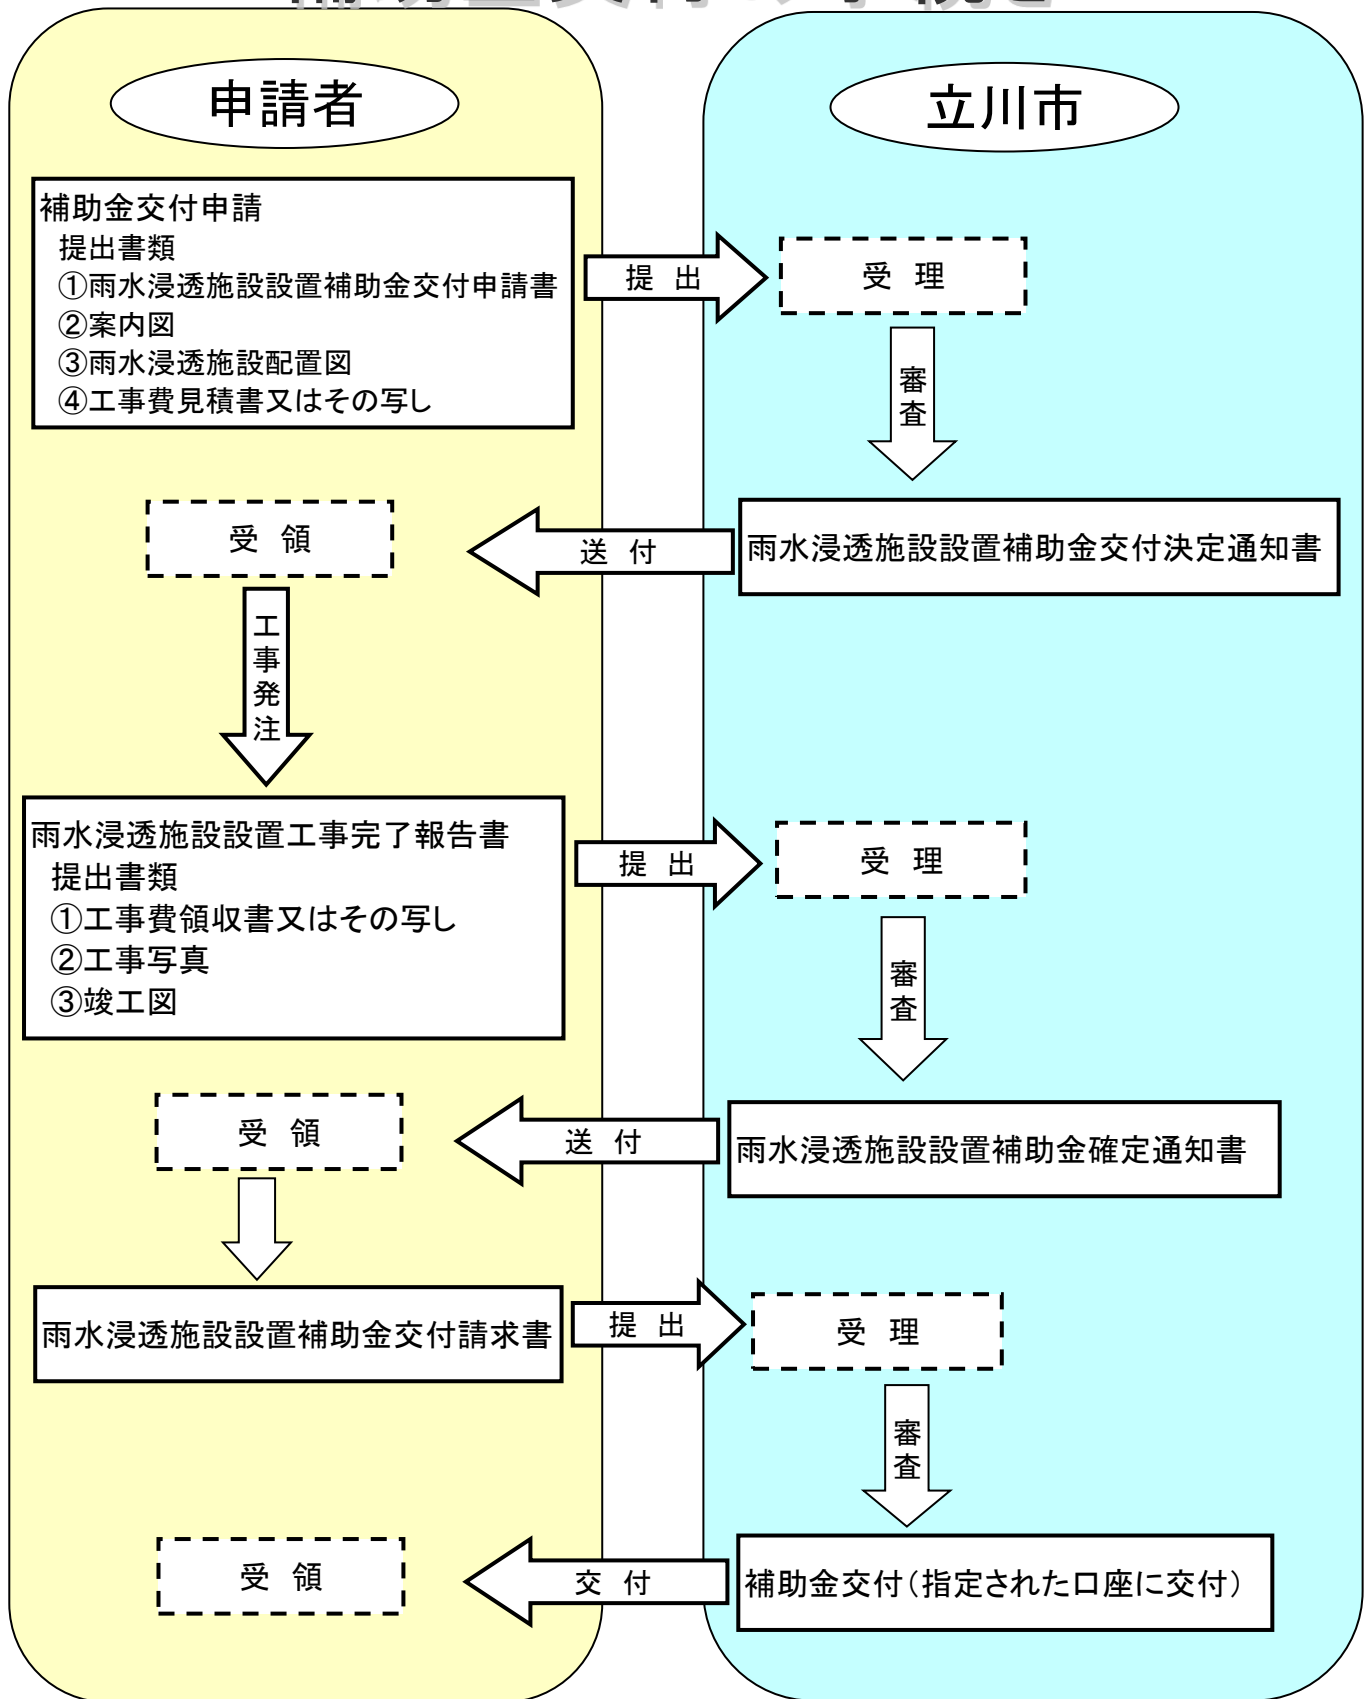 補助金交付の手続き
申請者
立川市
補助金交付申請
提出書類
①雨水浸透施設設置補助金交付申請書
②案内図
③雨水浸透施設配置図
④工事費見積書又はその写し
提 出
受 理
審査
雨水浸透施設設置補助金交付決定通知書
送 付
受 領
工事発注
雨水浸透施設設置工事完了報告書
提出書類
①工事費領収書又はその写し
②工事写真
③竣工図
提 出
受 理
審査
雨水浸透施設設置補助金確定通知書
送 付
受 領
雨水浸透施設設置補助金交付請求書
提 出
受 理
審査
補助金交付(指定された口座に交付)
交 付
受 領